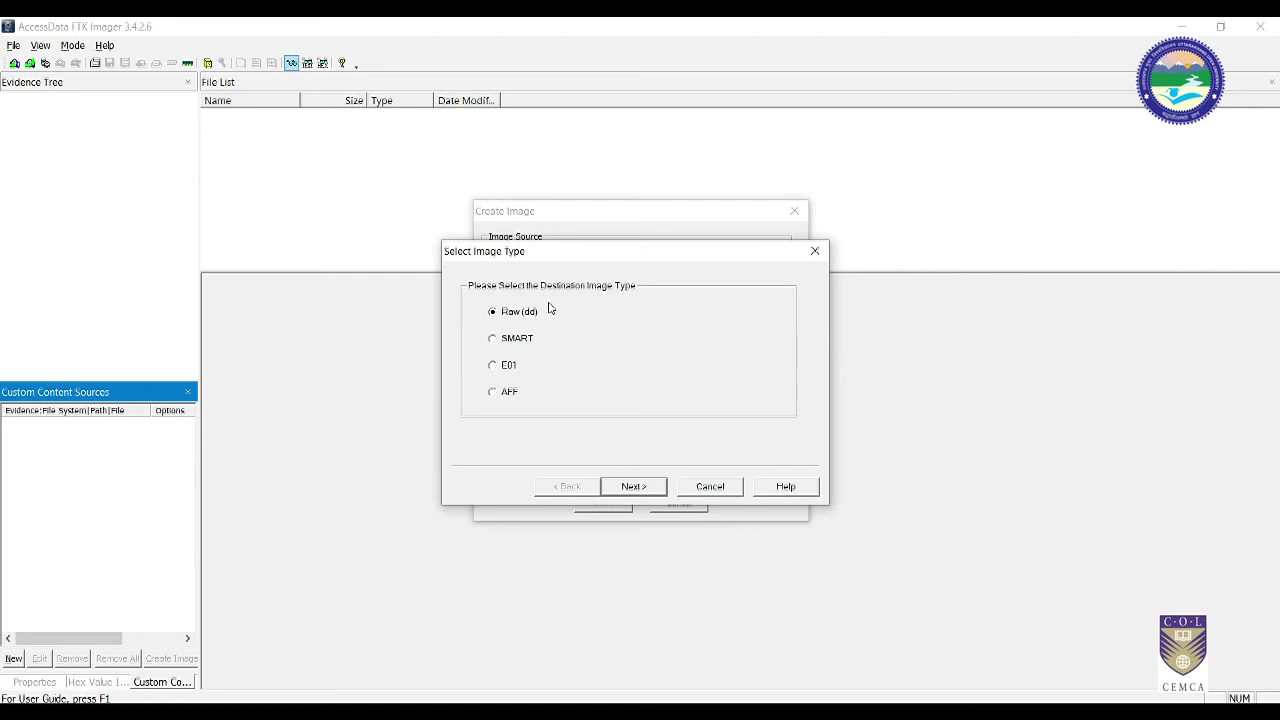 AccessData FTK Imager 3.4.2.6
File View Mode Help
Evidence Tree
File List
Name Size Type Date Modif...
Create Image
Image Source
Select Image Type
Please Select the Destination Image Type
Raw (dd)
SMART
E01
AFF
< Back Next > Cancel Help
Custom Content Sources
Evidence:File System|Path|File Options
New Edit Remove Remove All Create Image
Properties Hex Value I... Custom Co...
For User Guide, press F1
NUM
C·O·L
CEMCA